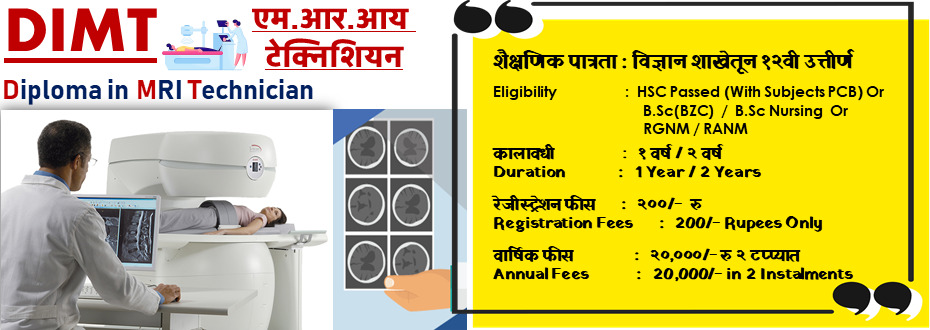 DIMT
एम.आर.आय
टेक्निशियन
Diploma in MRI Technician
शैक्षणिक पात्रता : विज्ञान शाखेतून १२वी उत्तीर्ण
Eligibility : HSC Passed (With Subjects PCB) Or
B.Sc(BZC) / B.Sc Nursing Or
RGNM / RANM
कालावधी : १ वर्ष / २ वर्ष
Duration : 1 Year / 2 Years
रेजीस्ट्रेशन फीस : २००/- रु
Registration Fees : 200/- Rupees Only
वार्षिक फीस : २०,०००/- रु २ टप्प्यात
Annual Fees : 20,000/- in 2 Instalments